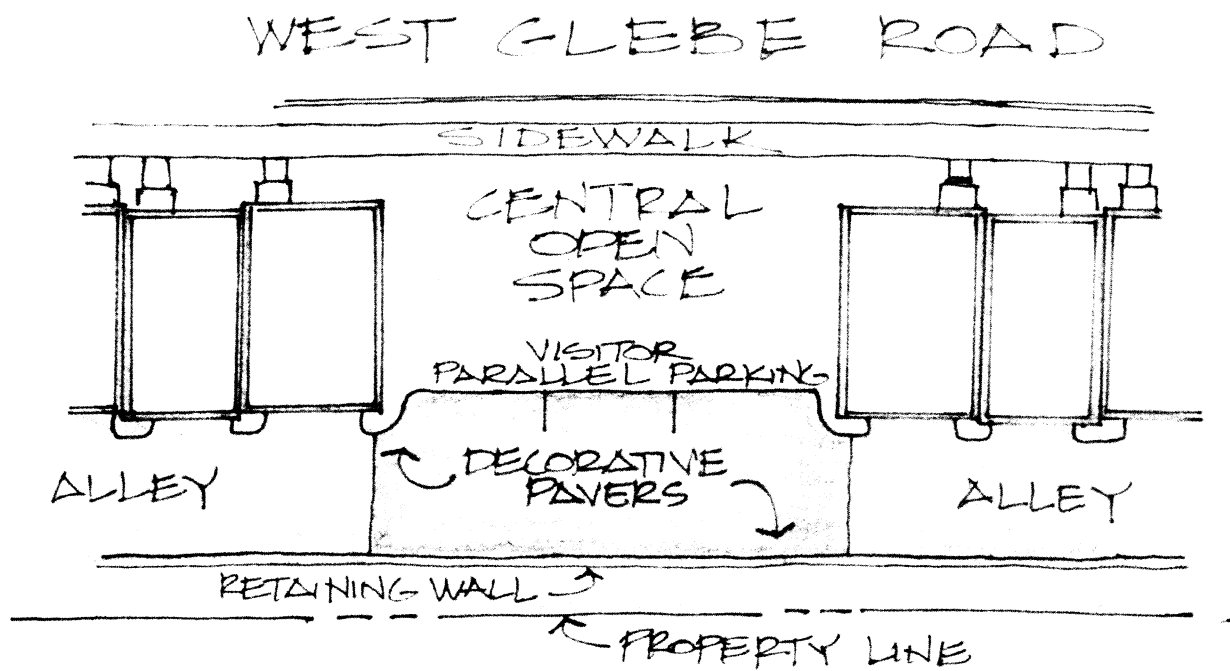 WEST GLEBE ROAD
SIDEWALK
CENTRAL
OPEN
SPACE
VISITOR
PARALLEL PARKING
DECORATIVE
PAVERS
ALLEY
ALLEY
RETAINING WALL
PROPERTY LINE